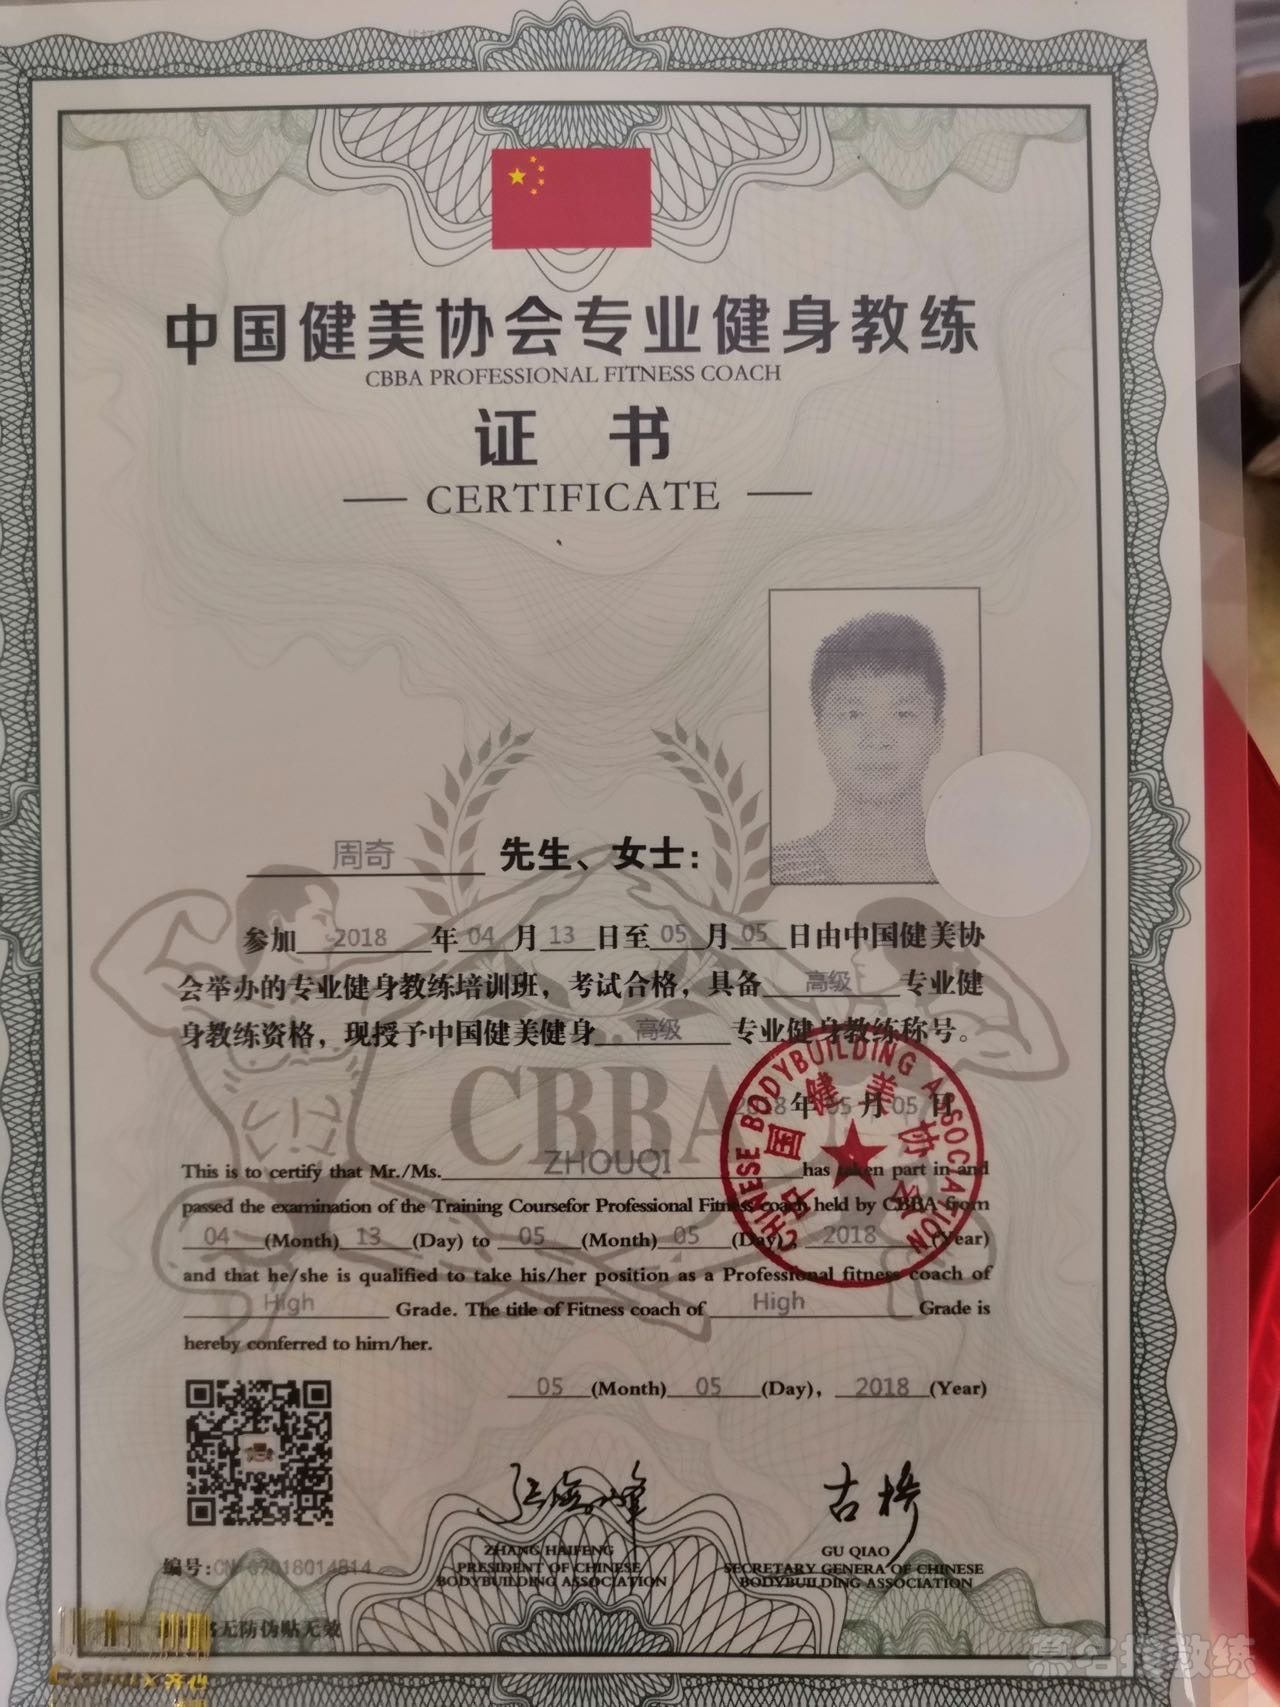 中国健美协会专业健身教练
CBBA PROFESSIONAL FITNESS COACH
证 书
CERTIFICATE
周奇 先生、女士：
参加 2018 年 04 月 13 日至 05 月 05 日由中国健美协
会举办的专业健身教练培训班，考试合格，具备 高级 专业健
身教练资格，现授予中国健美健身 高级 专业健身教练称号。
CBBA
2018 年 05 月 05 日
CHINESE BODYBUILDING ASSOCIATION
中国健美协会
This is to certify that Mr./Ms. ZHOUQI has taken part in and
passed the examination of the Training Coursefor Professional Fitness coach held by CBBA from
04 (Month) 13 (Day) to 05 (Month) 05 (Day), 2018 (Year)
and that he/she is qualified to take his/her position as a Professional fitness coach of
High Grade. The title of Fitness coach of High Grade is
hereby conferred to him/her.
05 (Month) 05 (Day), 2018 (Year)
张海峰
古桥
ZHANG HAIFENG
PRESIDENT OF CHINESE
BODYBUILDING ASSOCIATION
GU QIAO
SECRETARY GENERA OF CHINESE
BODYBUILDING ASSOCIATION
编号:
无防伪贴无效
Comix 齐心
教练